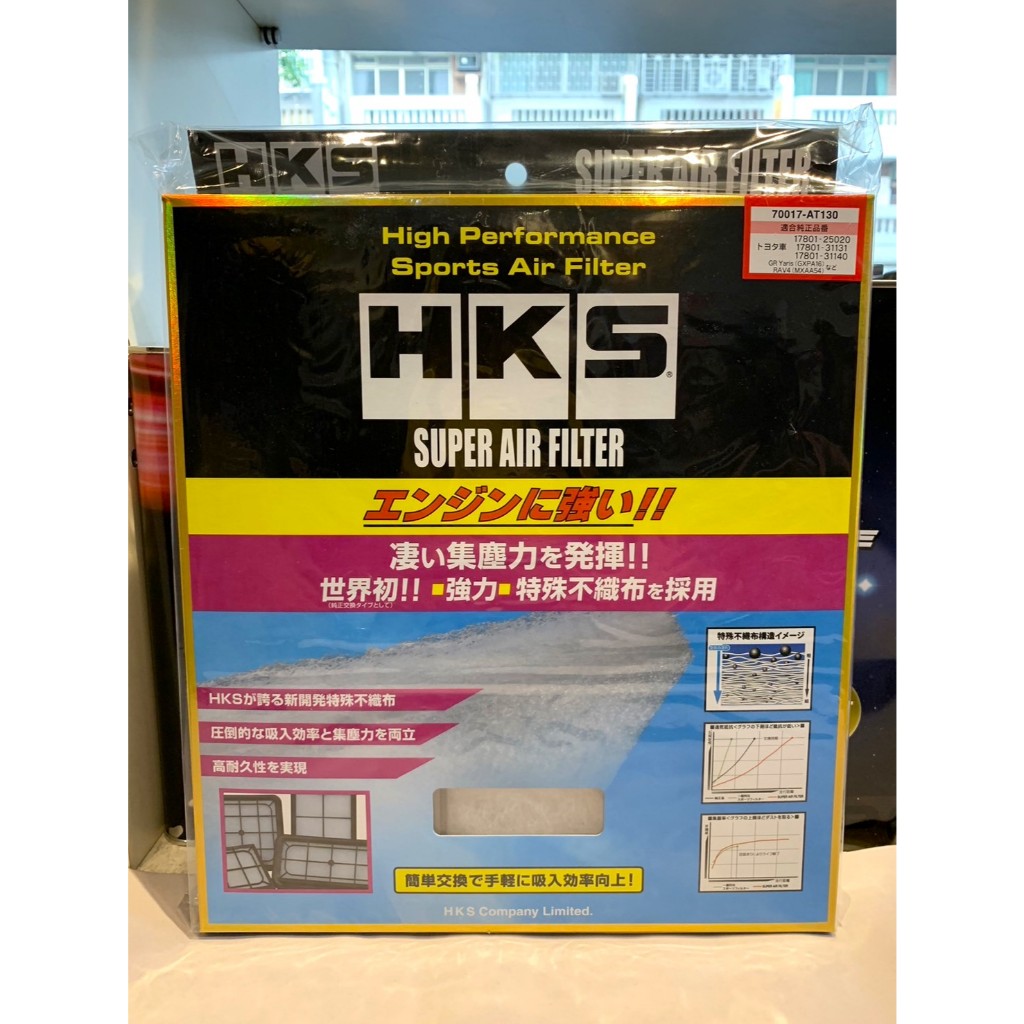 HKS
SUPER AIR FILTER
70017-AT130
適合純正品番
17801-25020
トヨタ車 17801-31131
17801-31140
GR Yaris (GXPA16) など
RAV4 (MXAA54)
High Performance
Sports Air Filter
HKS®
SUPER AIR FILTER
エンジンに強い!!
凄い集塵力を発揮!!
世界初!! ■強力■ 特殊不織布を採用
(純正交換タイプとして)
特殊不織布構造イメージ
HKSが誇る新開発特殊不織布
圧倒的な吸入効率と集塵力を両立
高耐久性を実現
簡単交換で手軽に吸入効率向上!
HKS Company Limited.